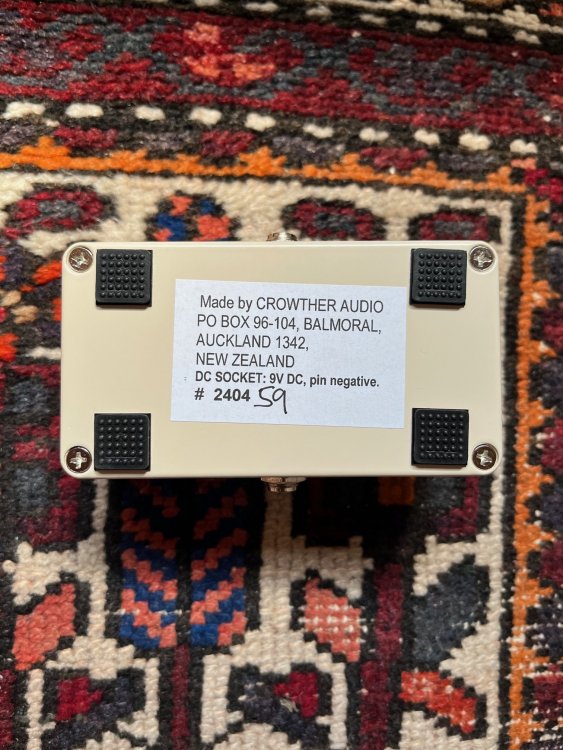 Made by CROWTHER AUDIO
PO BOX 96-104, BALMORAL,
AUCKLAND 1342,
NEW ZEALAND
DC SOCKET: 9V DC, pin negative.
# 2404 59